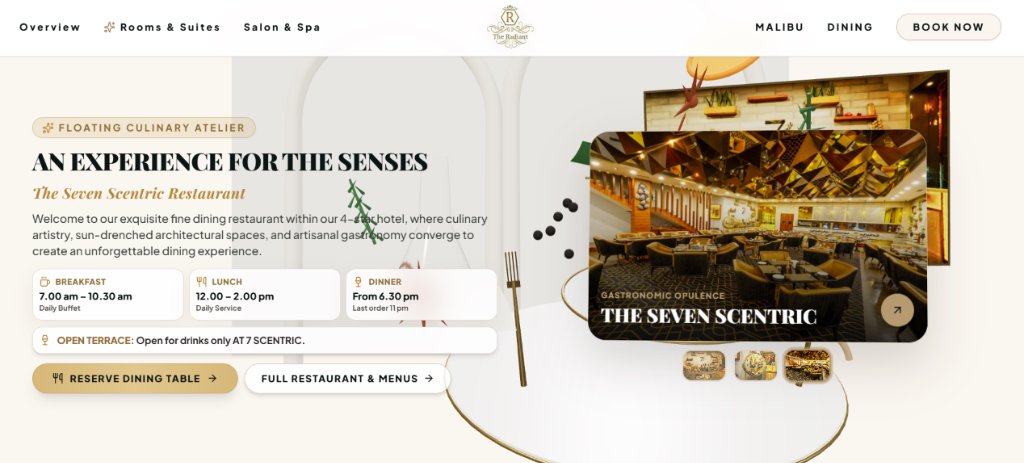 Overview
Rooms & Suites
Salon & Spa
R
The Radiant
MALIBU
DINING
BOOK NOW
FLOATING CULINARY ATELIER
AN EXPERIENCE FOR THE SENSES
The Seven Scentric Restaurant
Welcome to our exquisite fine dining restaurant within our 4-star hotel, where culinary
artistry, sun-drenched architectural spaces, and artisanal gastronomy converge to
create an unforgettable dining experience.
BREAKFAST
7.00 am – 10.30 am
Daily Buffet
LUNCH
12.00 – 2.00 pm
Daily Service
DINNER
From 6.30 pm
Last order 11 pm
OPEN TERRACE: Open for drinks only AT 7 SCENTRIC.
RESERVE DINING TABLE →
FULL RESTAURANT & MENUS →
GASTRONOMIC OPULENCE
THE SEVEN SCENTRIC